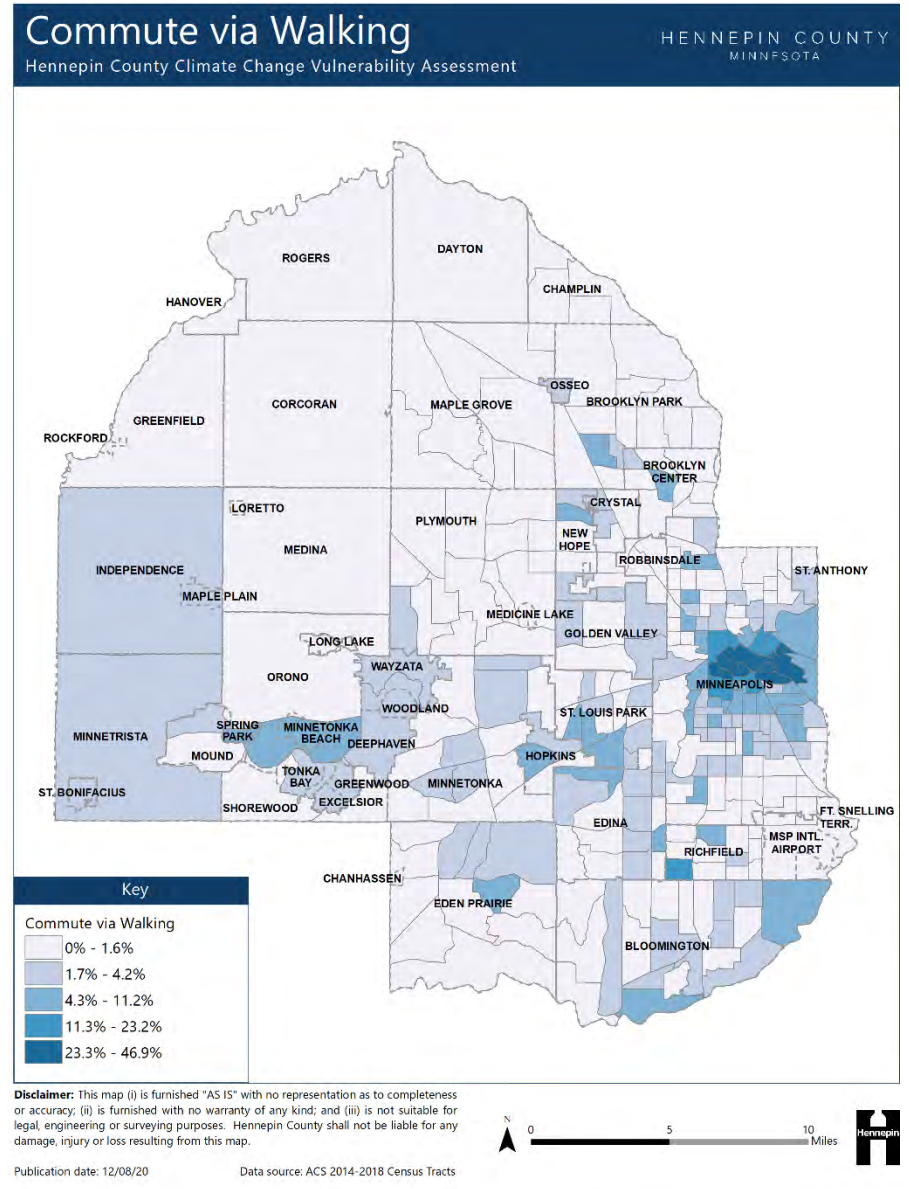 Commute via Walking
Hennepin County Climate Change Vulnerability Assessment
HENNEPIN COUNTY
MINNESOTA
ROGERS
DAYTON
HANOVER
CHAMPLIN
CORCORAN
MAPLE GROVE
OSSEO
BROOKLYN PARK
GREENFIELD
ROCKFORD
BROOKLYN
CENTER
LORETTO
CRYSTAL
PLYMOUTH
NEW
HOPE
MEDINA
ROBBINSDALE
INDEPENDENCE
ST. ANTHONY
MAPLE PLAIN
MEDICINE LAKE
GOLDEN VALLEY
LONG LAKE
WAYZATA
ORONO
MINNEAPOLIS
WOODLAND
ST. LOUIS PARK
SPRING
PARK
MINNETONKA
BEACH
MINNETRISTA
DEEPHAVEN
MOUND
HOPKINS
TONKA
BAY
GREENWOOD
MINNETONKA
ST. BONIFACIUS
EXCELSIOR
SHOREWOOD
FT. SNELLING
TERR.
EDINA
MSP INTL.
AIRPORT
RICHFIELD
CHANHASSEN
EDEN PRAIRIE
BLOOMINGTON
Key
Commute via Walking
0% - 1.6%
1.7% - 4.2%
4.3% - 11.2%
11.3% - 23.2%
23.3% - 46.9%
Disclaimer: This map (i) is furnished "AS IS" with no representation as to completeness
or accuracy; (ii) is furnished with no warranty of any kind; and (iii) is not suitable for
legal, engineering or surveying purposes. Hennepin County shall not be liable for any
damage, injury or loss resulting from this map.
Publication date: 12/08/20
Data source: ACS 2014-2018 Census Tracts
N
0 5 10
Miles
Hennepin